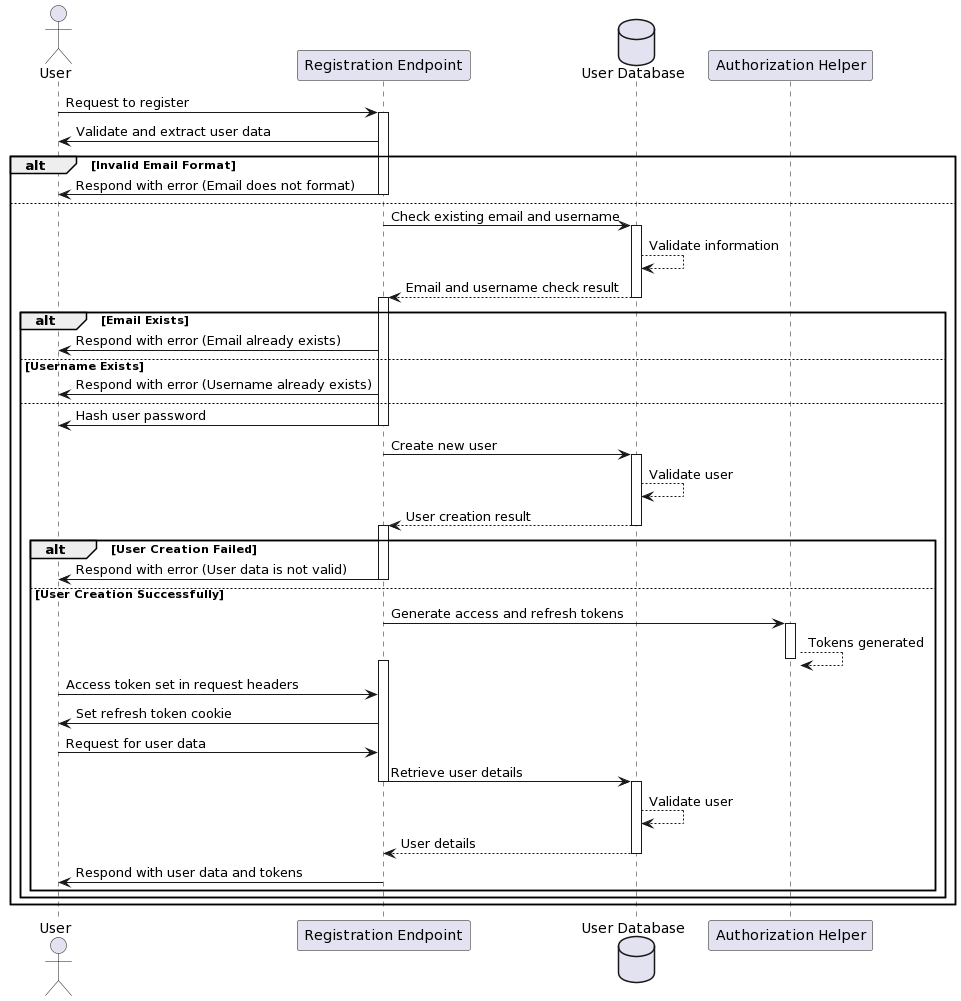 User
Registration Endpoint
User Database
Authorization Helper
Request to register
Validate and extract user data
alt [Invalid Email Format]
Respond with error (Email does not format)
Check existing email and username
Validate information
Email and username check result
alt [Email Exists]
Respond with error (Email already exists)
[Username Exists]
Respond with error (Username already exists)
Hash user password
Create new user
Validate user
User creation result
alt [User Creation Failed]
Respond with error (User data is not valid)
[User Creation Successfully]
Generate access and refresh tokens
Tokens generated
Access token set in request headers
Set refresh token cookie
Request for user data
Retrieve user details
Validate user
User details
Respond with user data and tokens
User
Registration Endpoint
User Database
Authorization Helper